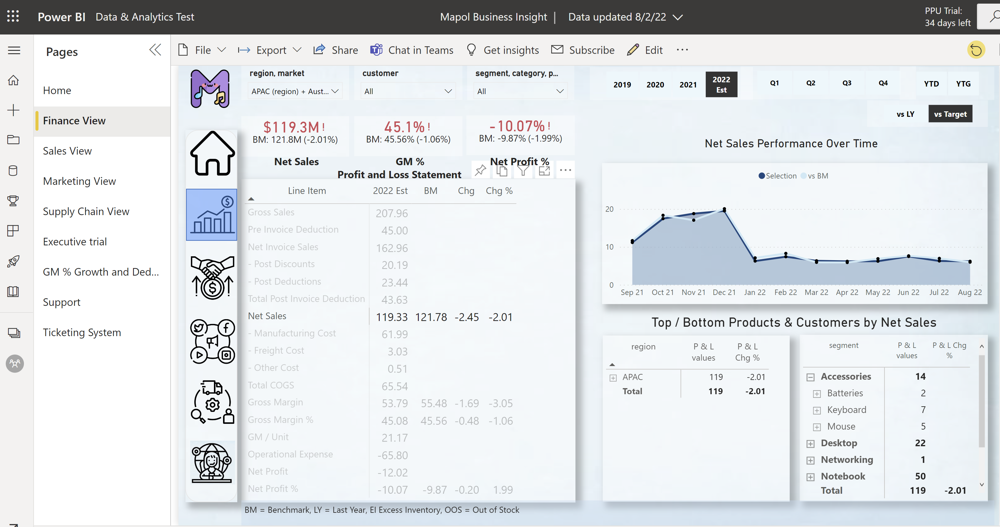 Power BI Data & Analytics Test
Mapol Business Insight | Data updated 8/2/22
PPU Trial:
34 days left
Pages
Home
Finance View
Sales View
Marketing View
Supply Chain View
Executive trial
GM % Growth and Ded...
Support
Ticketing System
File Export Share Chat in Teams Get insights Subscribe Edit ...
region, market
APAC (region) + Aust...
customer
All
segment, category, p...
All
2019 2020 2021 2022 Est
Q1 Q2 Q3 Q4
YTD YTG
vs LY vs Target
$119.3M!
BM: 121.8M (-2.01%)
Net Sales
45.1%!
BM: 45.56% (-1.06%)
GM %
-10.07%!
BM: -9.87% (-1.99%)
Net Profit %
Profit and Loss Statement
Line Item 2022 Est BM Chg Chg %
Gross Sales 207.96
Pre Invoice Deduction 45.00
Net Invoice Sales 162.96
- Post Discounts 20.19
- Post Deductions 23.44
Total Post Invoice Deduction 43.63
Net Sales 119.33 121.78 -2.45 -2.01
- Manufacturing Cost 61.99
- Freight Cost 3.03
- Other Cost 0.51
Total COGS 65.54
Gross Margin 53.79 55.48 -1.69 -3.05
Gross Margin % 45.08 45.56 -0.48 -1.06
GM / Unit 21.17
Operational Expense -65.80
Net Profit -12.02
Net Profit % -10.07 -9.87 -0.20 1.99
BM = Benchmark, LY = Last Year, EI Excess Inventory, OOS = Out of Stock
Net Sales Performance Over Time
Selection vs BM
20
10
0
Sep 21 Oct 21 Nov 21 Dec 21 Jan 22 Feb 22 Mar 22 Apr 22 May 22 Jun 22 Jul 22 Aug 22
Top / Bottom Products & Customers by Net Sales
region P & L values P & L Chg %
APAC 119 -2.01
Total 119 -2.01
segment P & L values P & L Chg %
Accessories 14
Batteries 2
Keyboard 7
Mouse 5
Desktop 22
Networking 1
Notebook 50
Total 119 -2.01